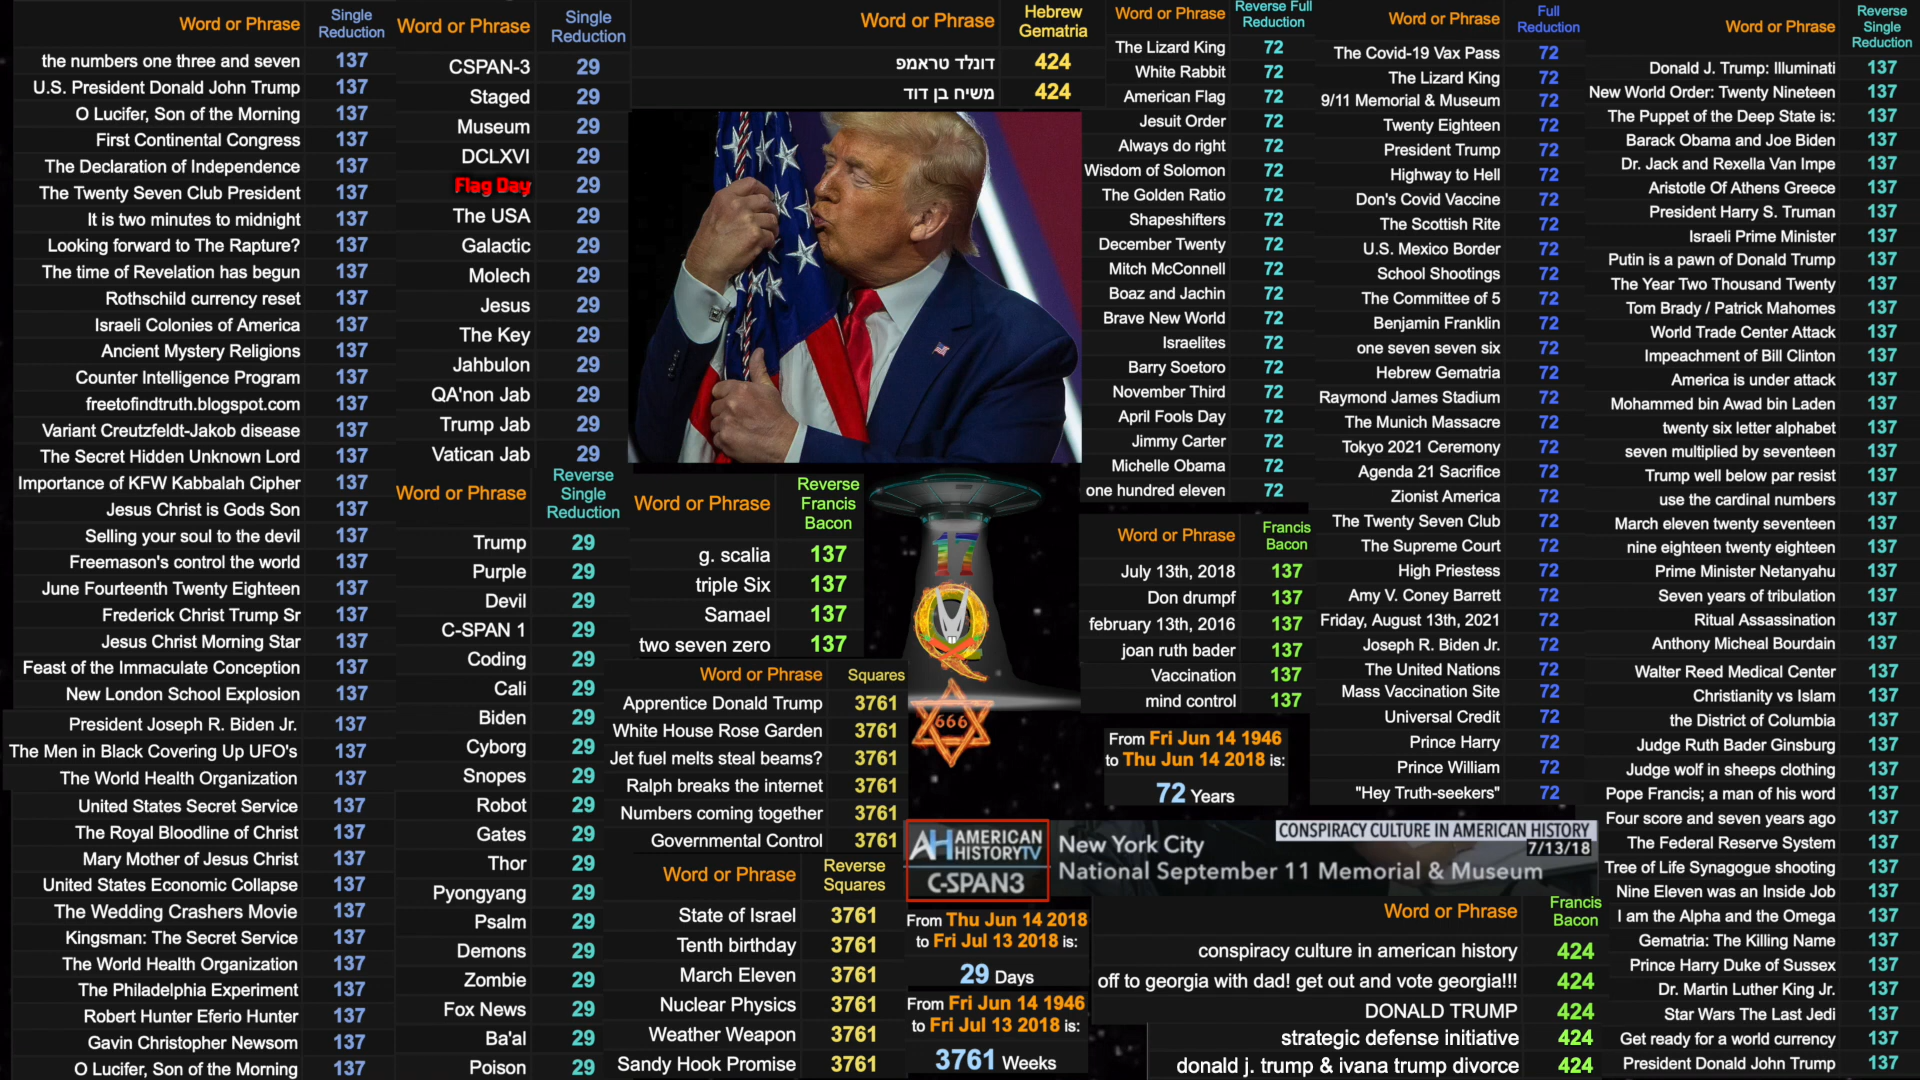 Word or Phrase Single Reduction
the numbers one three and seven 137
U.S. President Donald John Trump 137
O Lucifer, Son of the Morning 137
First Continental Congress 137
The Declaration of Independence 137
The Twenty Seven Club President 137
It is two minutes to midnight 137
Looking forward to The Rapture? 137
The time of Revelation has begun 137
Rothschild currency reset 137
Israeli Colonies of America 137
Ancient Mystery Religions 137
Counter Intelligence Program 137
freetofindtruth.blogspot.com 137
Variant Creutzfeldt-Jakob disease 137
The Secret Hidden Unknown Lord 137
Importance of KFW Kabbalah Cipher 137
Jesus Christ is Gods Son 137
Selling your soul to the devil 137
Freemason's control the world 137
June Fourteenth Twenty Eighteen 137
Frederick Christ Trump Sr 137
Jesus Christ Morning Star 137
Feast of the Immaculate Conception 137
New London School Explosion 137
President Joseph R. Biden Jr. 137
The Men in Black Covering Up UFO's 137
The World Health Organization 137
United States Secret Service 137
The Royal Bloodline of Christ 137
Mary Mother of Jesus Christ 137
United States Economic Collapse 137
The Wedding Crashers Movie 137
Kingsman: The Secret Service 137
The World Health Organization 137
The Philadelphia Experiment 137
Robert Hunter Eferio Hunter 137
Gavin Christopher Newsom 137
O Lucifer, Son of the Morning 137
Word or Phrase Single Reduction
CSPAN-3 29
Staged 29
Museum 29
DCLXVI 29
Flag Day 29
The USA 29
Galactic 29
Molech 29
Jesus 29
The Key 29
Jahbulon 29
QA'non Jab 29
Trump Jab 29
Vatican Jab 29
Word or Phrase Reverse Single Reduction
Trump 29
Purple 29
Devil 29
C-SPAN 1 29
Coding 29
Cali 29
Biden 29
Cyborg 29
Snopes 29
Robot 29
Gates 29
Thor 29
Pyongyang 29
Psalm 29
Demons 29
Zombie 29
Fox News 29
Ba'al 29
Poison 29
Word or Phrase Hebrew Gematria
דונלד טראמפ 424
משיח בן דוד 424
Word or Phrase Reverse Francis Bacon
g. scalia 137
triple Six 137
Samael 137
two seven zero 137
17
Q
666
Word or Phrase Squares
Apprentice Donald Trump 3761
White House Rose Garden 3761
Jet fuel melts steal beams? 3761
Ralph breaks the internet 3761
Numbers coming together 3761
Governmental Control 3761
Word or Phrase Reverse Squares
State of Israel 3761
Tenth birthday 3761
March Eleven 3761
Nuclear Physics 3761
Weather Weapon 3761
Sandy Hook Promise 3761
Word or Phrase Reverse Full Reduction
The Lizard King 72
White Rabbit 72
American Flag 72
Jesuit Order 72
Always do right 72
Wisdom of Solomon 72
The Golden Ratio 72
Shapeshifters 72
December Twenty 72
Mitch McConnell 72
Boaz and Jachin 72
Brave New World 72
Israelites 72
Barry Soetoro 72
November Third 72
April Fools Day 72
Jimmy Carter 72
Michelle Obama 72
one hundred eleven 72
Word or Phrase Francis Bacon
July 13th, 2018 137
Don drumpf 137
february 13th, 2016 137
joan ruth bader 137
Vaccination 137
mind control 137
From Fri Jun 14 1946
to Thu Jun 14 2018 is:
72 Years
Word or Phrase Full Reduction
The Covid-19 Vax Pass 72
The Lizard King 72
9/11 Memorial & Museum 72
Twenty Eighteen 72
President Trump 72
Highway to Hell 72
Don's Covid Vaccine 72
The Scottish Rite 72
U.S. Mexico Border 72
School Shootings 72
The Committee of 5 72
Benjamin Franklin 72
one seven seven six 72
Hebrew Gematria 72
Raymond James Stadium 72
The Munich Massacre 72
Tokyo 2021 Ceremony 72
Agenda 21 Sacrifice 72
Zionist America 72
The Twenty Seven Club 72
The Supreme Court 72
High Priestess 72
Amy V. Coney Barrett 72
Friday, August 13th, 2021 72
Joseph R. Biden Jr. 72
The United Nations 72
Mass Vaccination Site 72
Universal Credit 72
Prince Harry 72
Prince William 72
"Hey Truth-seekers" 72
AH AMERICAN HISTORYTV
C-SPAN3
CONSPIRACY CULTURE IN AMERICAN HISTORY
7/13/18
New York City
National September 11 Memorial & Museum
From Thu Jun 14 2018
to Fri Jul 13 2018 is:
29 Days
From Fri Jun 14 1946
to Fri Jul 13 2018 is:
3761 Weeks
Word or Phrase Francis Bacon
conspiracy culture in american history 424
off to georgia with dad! get out and vote georgia!!! 424
DONALD TRUMP 424
strategic defense initiative 424
donald j. trump & ivana trump divorce 424
Word or Phrase Reverse Single Reduction
Donald J. Trump: Illuminati 137
New World Order: Twenty Nineteen 137
The Puppet of the Deep State is: 137
Barack Obama and Joe Biden 137
Dr. Jack and Rexella Van Impe 137
Aristotle Of Athens Greece 137
President Harry S. Truman 137
Israeli Prime Minister 137
Putin is a pawn of Donald Trump 137
The Year Two Thousand Twenty 137
Tom Brady / Patrick Mahomes 137
World Trade Center Attack 137
Impeachment of Bill Clinton 137
America is under attack 137
Mohammed bin Awad bin Laden 137
twenty six letter alphabet 137
seven multiplied by seventeen 137
Trump well below par resist 137
use the cardinal numbers 137
March eleven twenty seventeen 137
nine eighteen twenty eighteen 137
Prime Minister Netanyahu 137
Seven years of tribulation 137
Ritual Assassination 137
Anthony Micheal Bourdain 137
Walter Reed Medical Center 137
Christianity vs Islam 137
the District of Columbia 137
Judge Ruth Bader Ginsburg 137
Judge wolf in sheeps clothing 137
Pope Francis; a man of his word 137
Four score and seven years ago 137
The Federal Reserve System 137
Tree of Life Synagogue shooting 137
Nine Eleven was an Inside Job 137
I am the Alpha and the Omega 137
Gematria: The Killing Name 137
Prince Harry Duke of Sussex 137
Dr. Martin Luther King Jr. 137
Star Wars The Last Jedi 137
Get ready for a world currency 137
President Donald John Trump 137